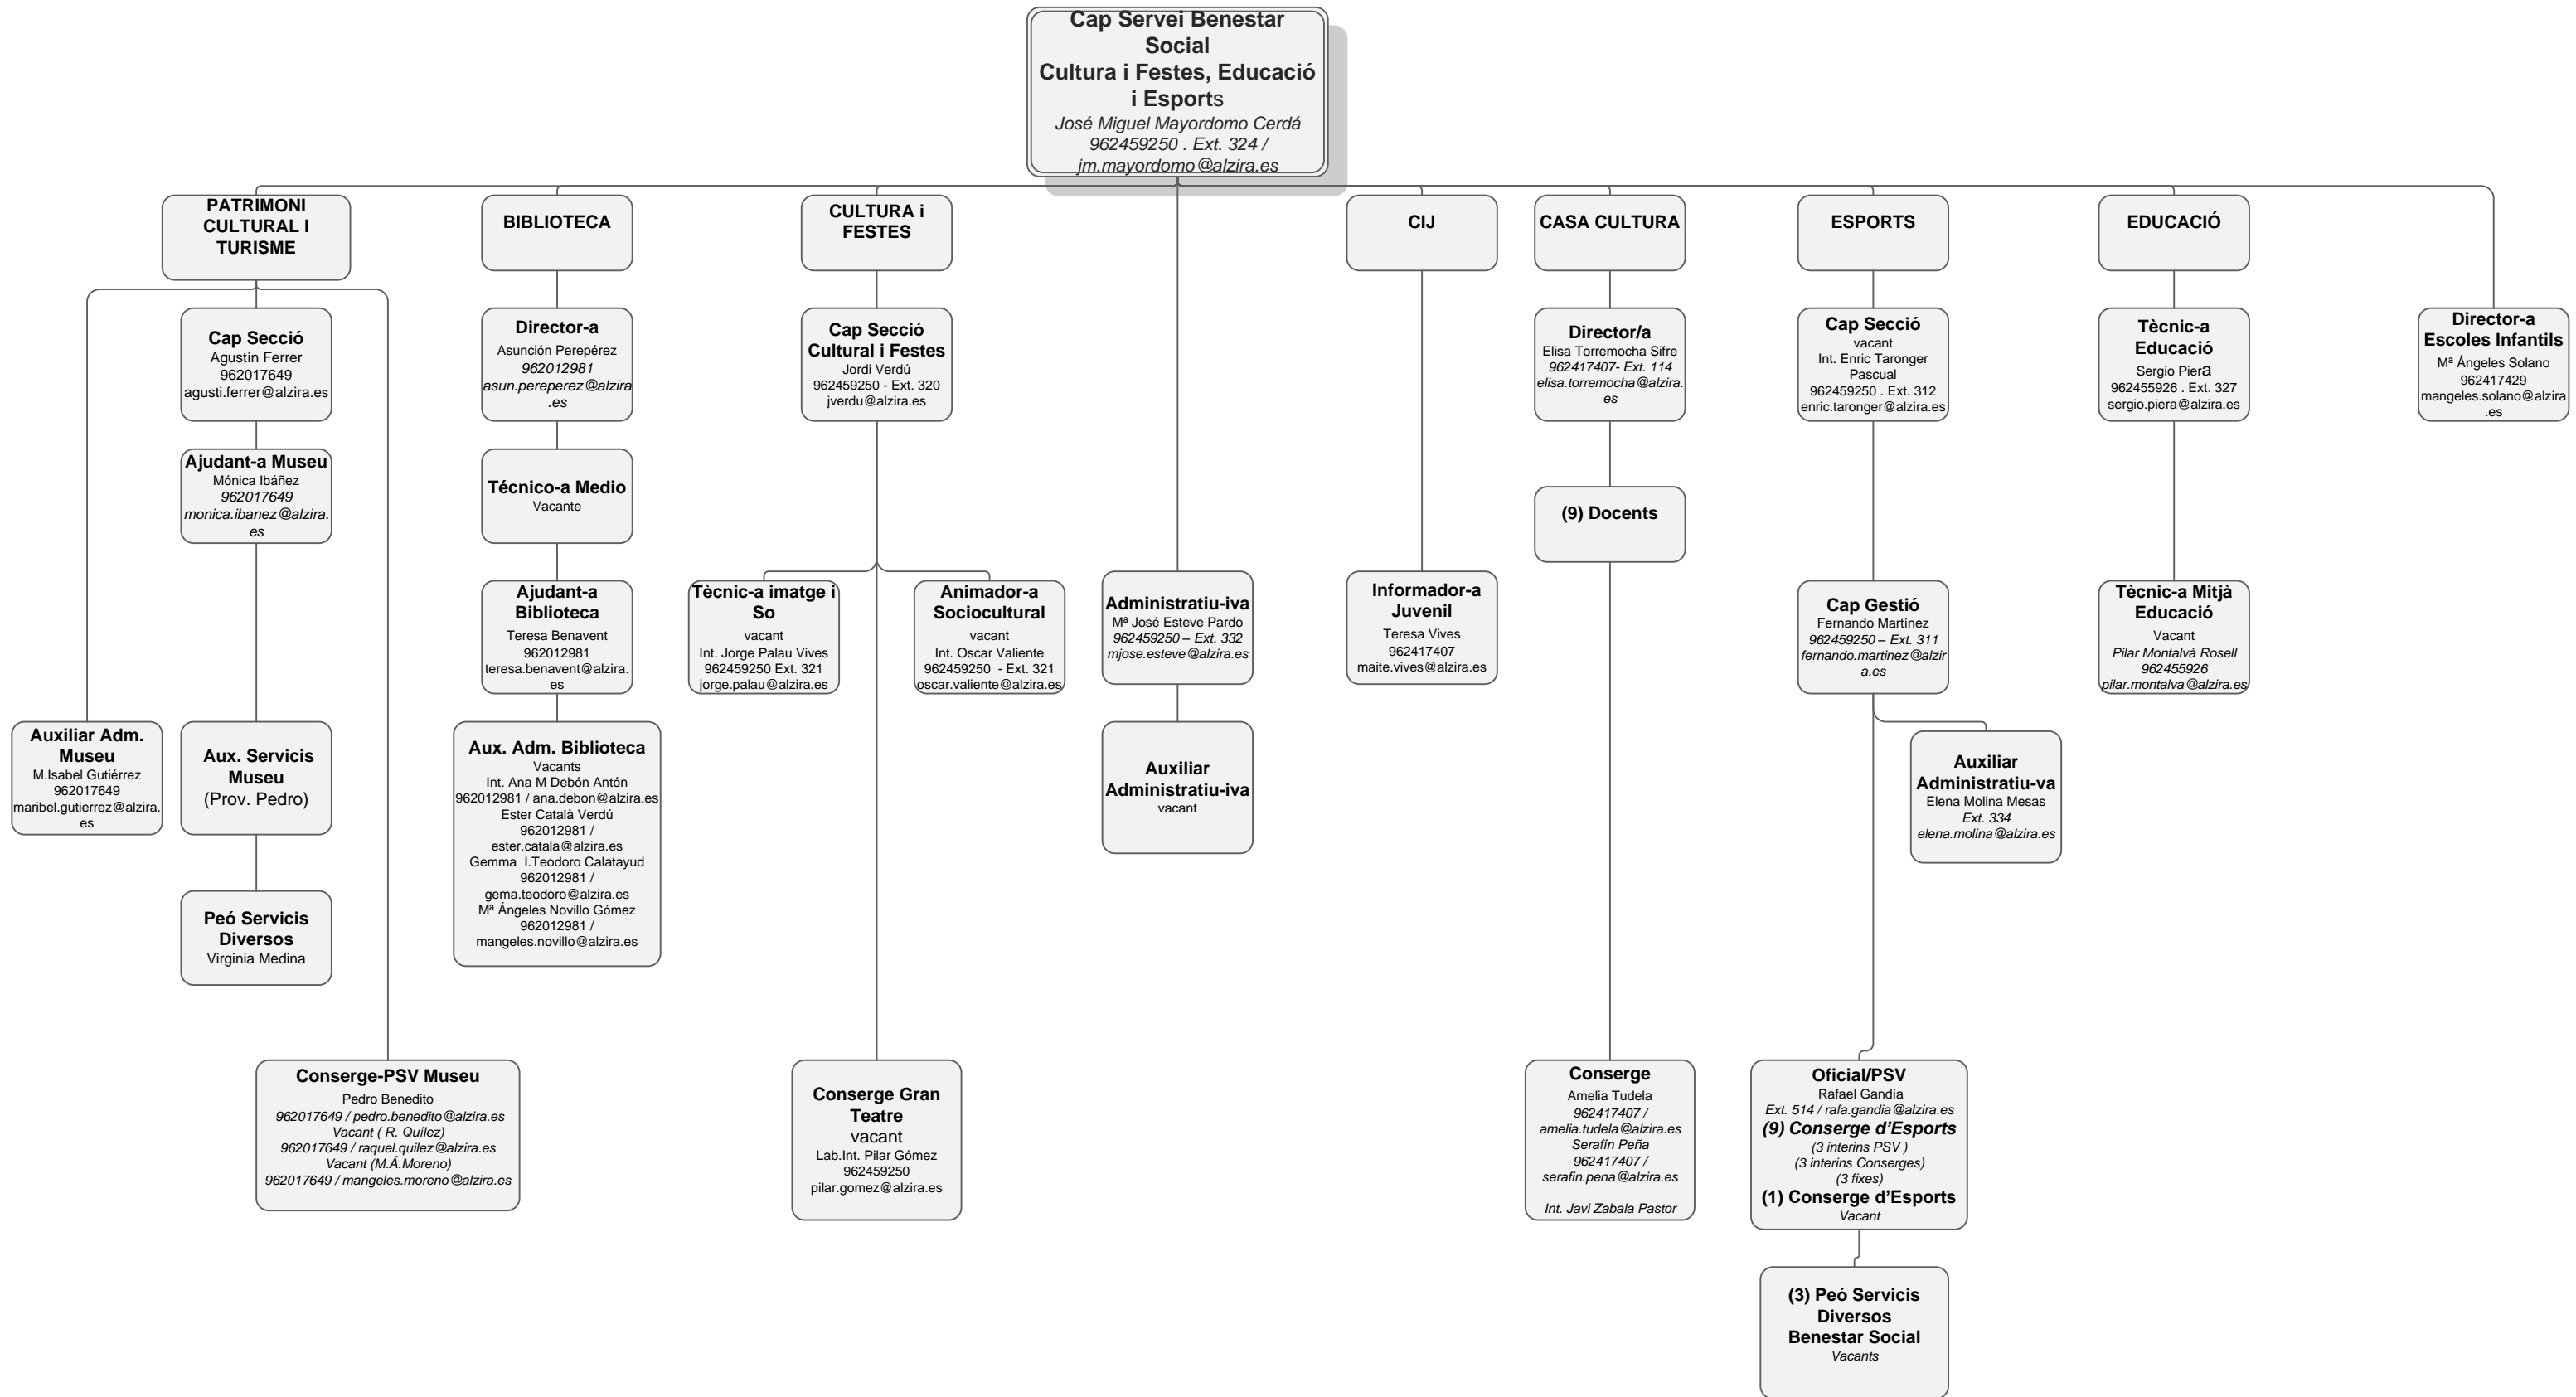 Cap Servei Benestar
Social
Cultura i Festes, Educació
i Esports
José Miguel Mayordomo Cerdá
962459250 . Ext. 324 /
jm.mayordomo@alzira.es
PATRIMONI
CULTURAL I
TURISME
BIBLIOTECA
CULTURA i
FESTES
CIJ
CASA CULTURA
ESPORTS
EDUCACIÓ
Cap Secció
Agustín Ferrer
962017649
agusti.ferrer@alzira.es
Director-a
Asunción Perepérez
962012981
asun.pereperez@alzira
.es
Cap Secció
Cultural i Festes
Jordi Verdú
962459250 - Ext. 320
jverdu@alzira.es
Director/a
Elisa Torremocha Sifre
962417407- Ext. 114
elisa.torremocha@alzira.
es
Cap Secció
vacant
Int. Enric Taronger
Pascual
962459250 . Ext. 312
enric.taronger@alzira.es
Tècnic-a
Educació
Sergio Piera
962455926 . Ext. 327
sergio.piera@alzira.es
Director-a
Escoles Infantils
Mª Ángeles Solano
962417429
mangeles.solano@alzira
.es
Ajudant-a Museu
Mónica Ibáñez
962017649
monica.ibanez@alzira.
es
Técnico-a Medio
Vacante
(9) Docents
Ajudant-a
Biblioteca
Teresa Benavent
962012981
teresa.benavent@alzira.
es
Tècnic-a imatge i
So
vacant
Int. Jorge Palau Vives
962459250 Ext. 321
jorge.palau@alzira.es
Animador-a
Sociocultural
vacant
Int. Oscar Valiente
962459250  - Ext. 321
oscar.valiente@alzira.es
Administratiu-iva
Mª José Esteve Pardo
962459250 – Ext. 332
mjose.esteve@alzira.es
Informador-a
Juvenil
Teresa Vives
962417407
maite.vives@alzira.es
Cap Gestió
Fernando Martínez
962459250 – Ext. 311
fernando.martinez@alzir
a.es
Tècnic-a Mitjà
Educació
Vacant
Pilar Montalvà Rosell
962455926
pilar.montalva@alzira.es
Auxiliar Adm.
Museu
M.Isabel Gutiérrez
962017649
maribel.gutierrez@alzira.
es
Aux. Servicis
Museu
(Prov. Pedro)
Aux. Adm. Biblioteca
Vacants
Int. Ana M Debón Antón
962012981 / ana.debon@alzira.es
Ester Català Verdú
962012981 /
ester.catala@alzira.es
Gemma  I.Teodoro Calatayud
962012981 /
gema.teodoro@alzira.es
Mª Ángeles Novillo Gómez
962012981 /
mangeles.novillo@alzira.es
Auxiliar
Administratiu-iva
vacant
Auxiliar
Administratiu-va
Elena Molina Mesas
Ext. 334
elena.molina@alzira.es
Peó Servicis
Diversos
Virginia Medina
Conserge-PSV Museu
Pedro Benedito
962017649 / pedro.benedito@alzira.es
Vacant ( R. Quílez)
962017649 / raquel.quilez@alzira.es
Vacant (M.Á.Moreno)
962017649 / mangeles.moreno@alzira.es
Conserge Gran
Teatre
vacant
Lab.Int. Pilar Gómez
962459250
pilar.gomez@alzira.es
Conserge
Amelia Tudela
962417407 /
amelia.tudela@alzira.es
Serafín Peña
962417407 /
serafin.pena@alzira.es
Int. Javi Zabala Pastor
Oficial/PSV
Rafael Gandía
Ext. 514 / rafa.gandia@alzira.es
(9) Conserge d’Esports
(3 interins PSV )
(3 interins Conserges)
(3 fixes)
(1) Conserge d’Esports
Vacant
(3) Peó Servicis
Diversos
Benestar Social
Vacants